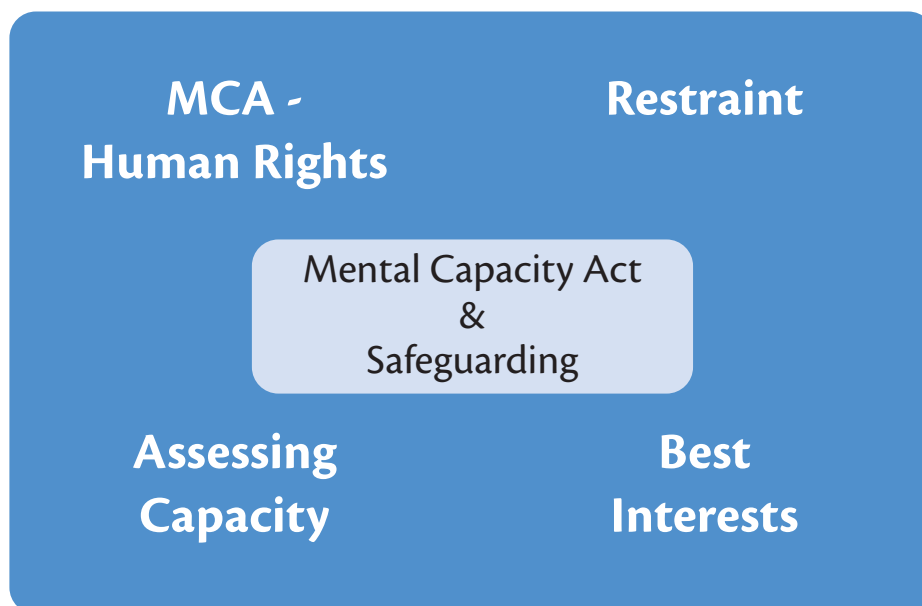 MCA -
Human Rights
Restraint
Mental Capacity Act
&
Safeguarding
Assessing
Capacity
Best
Interests